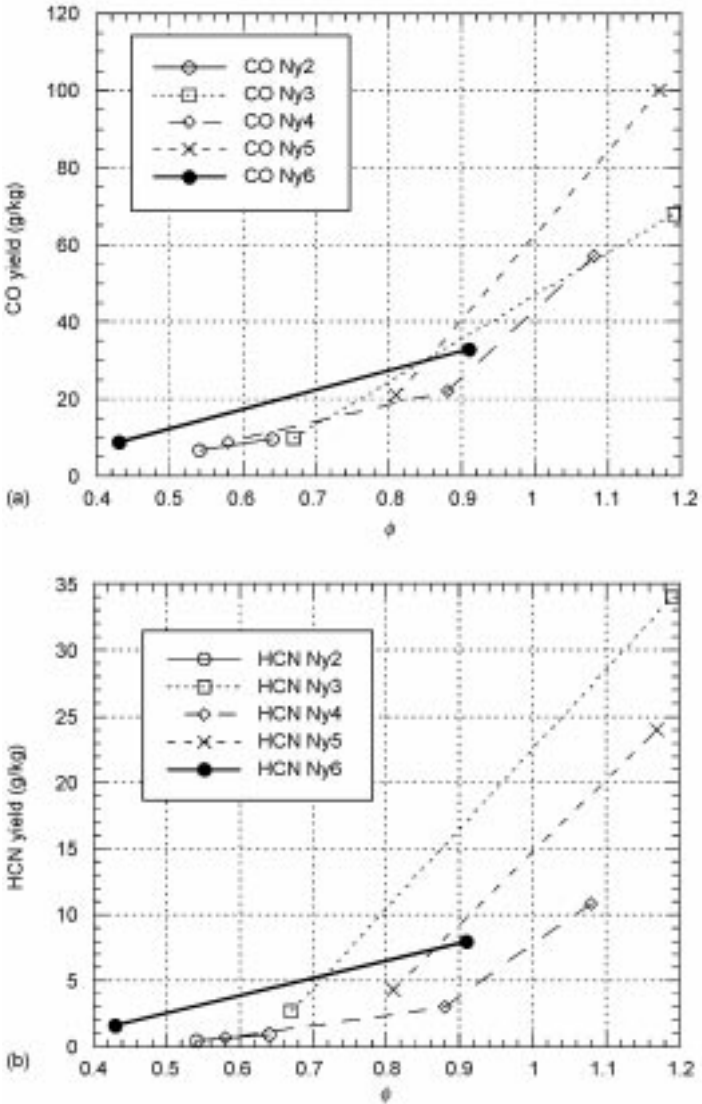 120
100
80
60
40
20
0
CO yield (g/kg)
CO Ny2
CO Ny3
CO Ny4
CO Ny5
CO Ny6
0.4 0.5 0.6 0.7 0.8 0.9 1 1.1 1.2
(a)
ϕ
35
30
25
20
15
10
5
0
HCN yield (g/kg)
HCN Ny2
HCN Ny3
HCN Ny4
HCN Ny5
HCN Ny6
0.4 0.5 0.6 0.7 0.8 0.9 1 1.1 1.2
(b)
ϕ